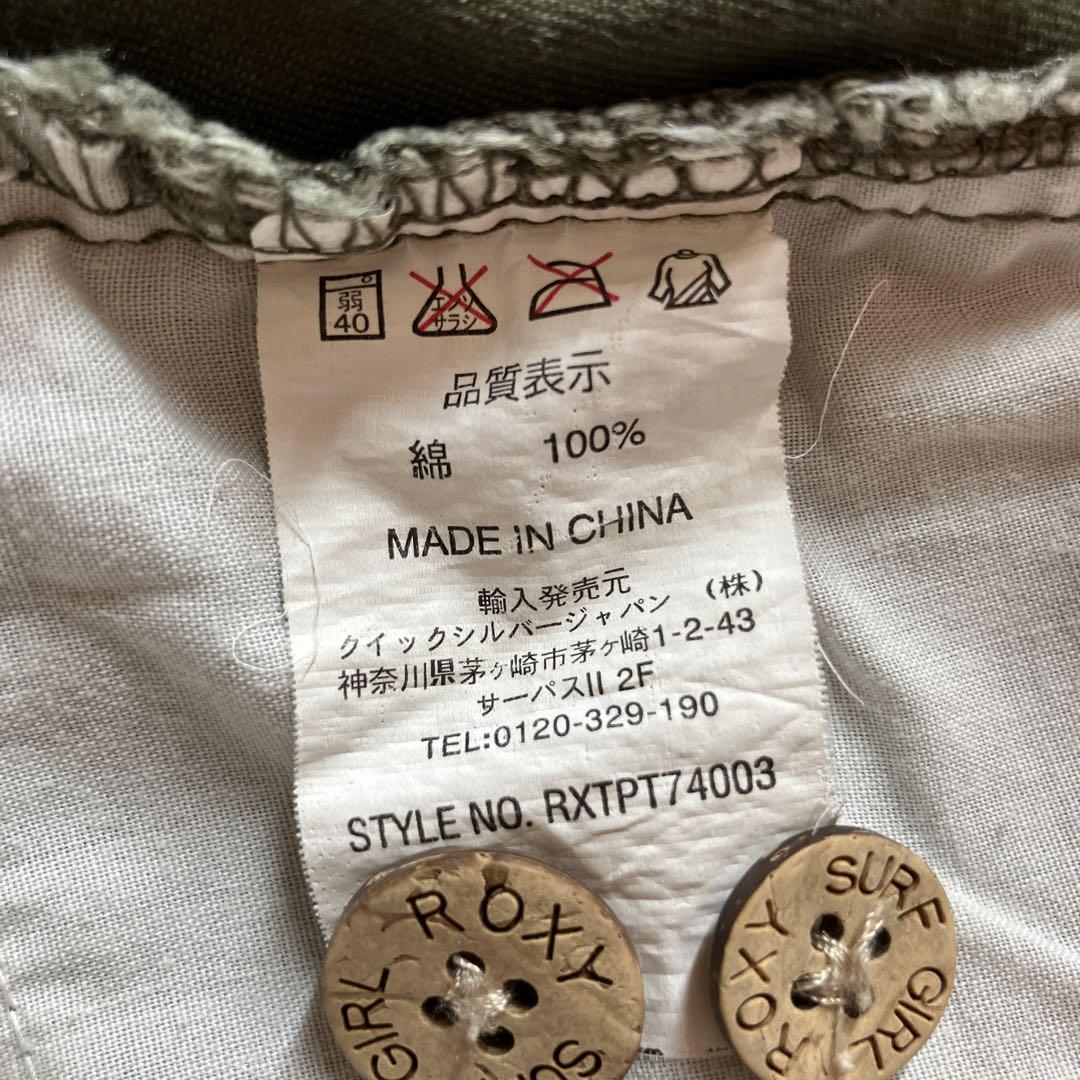 弱
40
エンソ
サラシ
品質表示
綿 100%
MADE IN CHINA
輸入発売元
クイックシルバージャパン (株)
神奈川県茅ヶ崎市茅ヶ崎1-2-43
サーパスII 2F
TEL:0120-329-190
STYLE NO. RXTPT74003
ROXY
GIRL
SURF
GIRL
ROXY